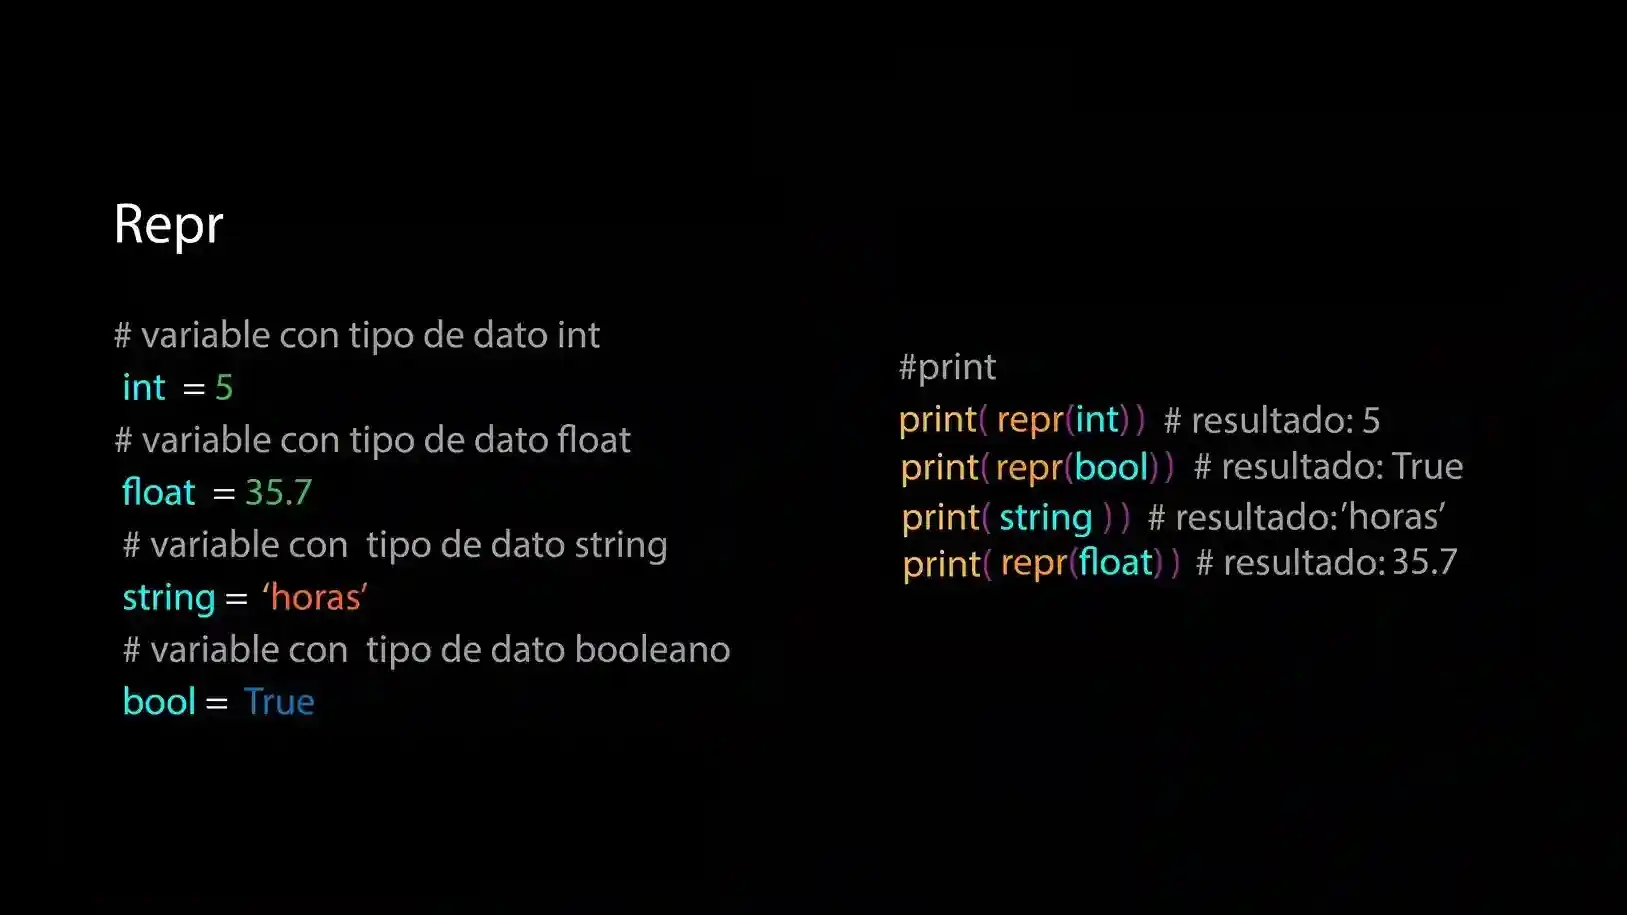 Repr
# variable con tipo de dato int
int = 5
# variable con tipo de dato float
float = 35.7
# variable con tipo de dato string
string = ‘horas’
# variable con tipo de dato booleano
bool = True
#print
print( repr(int)) # resultado: 5
print( repr(bool)) # resultado: True
print( string )) # resultado:’horas’
print( repr(float)) # resultado: 35.7